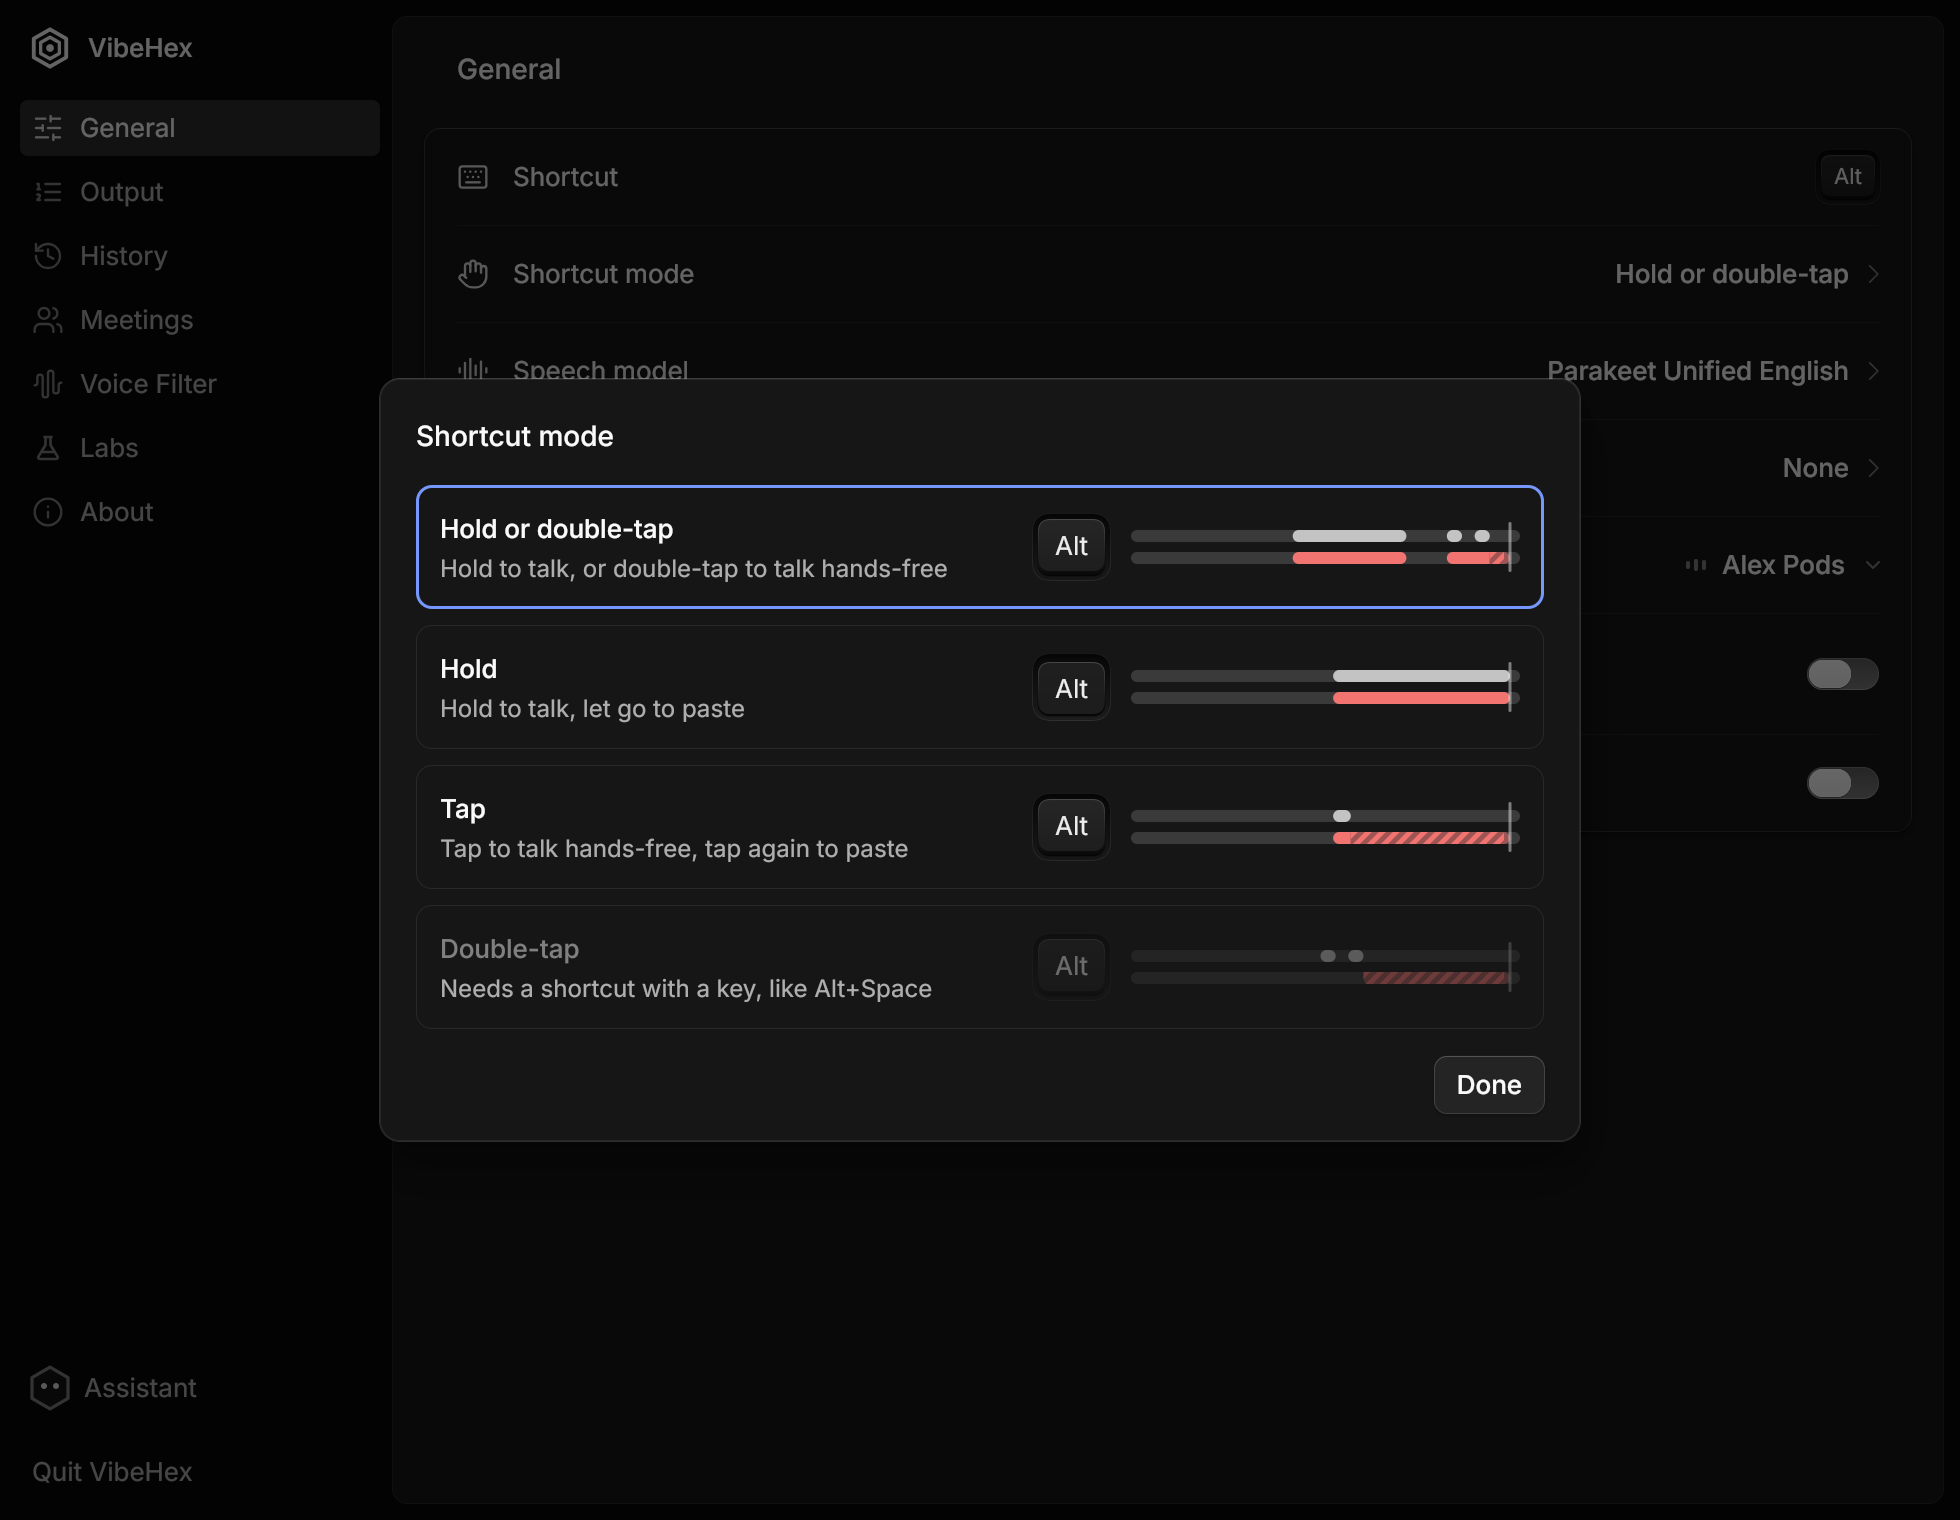 VibeHex
General
Output
History
Meetings
Voice Filter
Labs
About
Assistant
Quit VibeHex
General
Shortcut
Alt
Shortcut mode
Hold or double-tap
Speech model
Parakeet Unified English
None
Alex Pods
Shortcut mode
Hold or double-tap
Hold to talk, or double-tap to talk hands-free
Alt
Hold
Hold to talk, let go to paste
Alt
Tap
Tap to talk hands-free, tap again to paste
Alt
Double-tap
Needs a shortcut with a key, like Alt+Space
Alt
Done